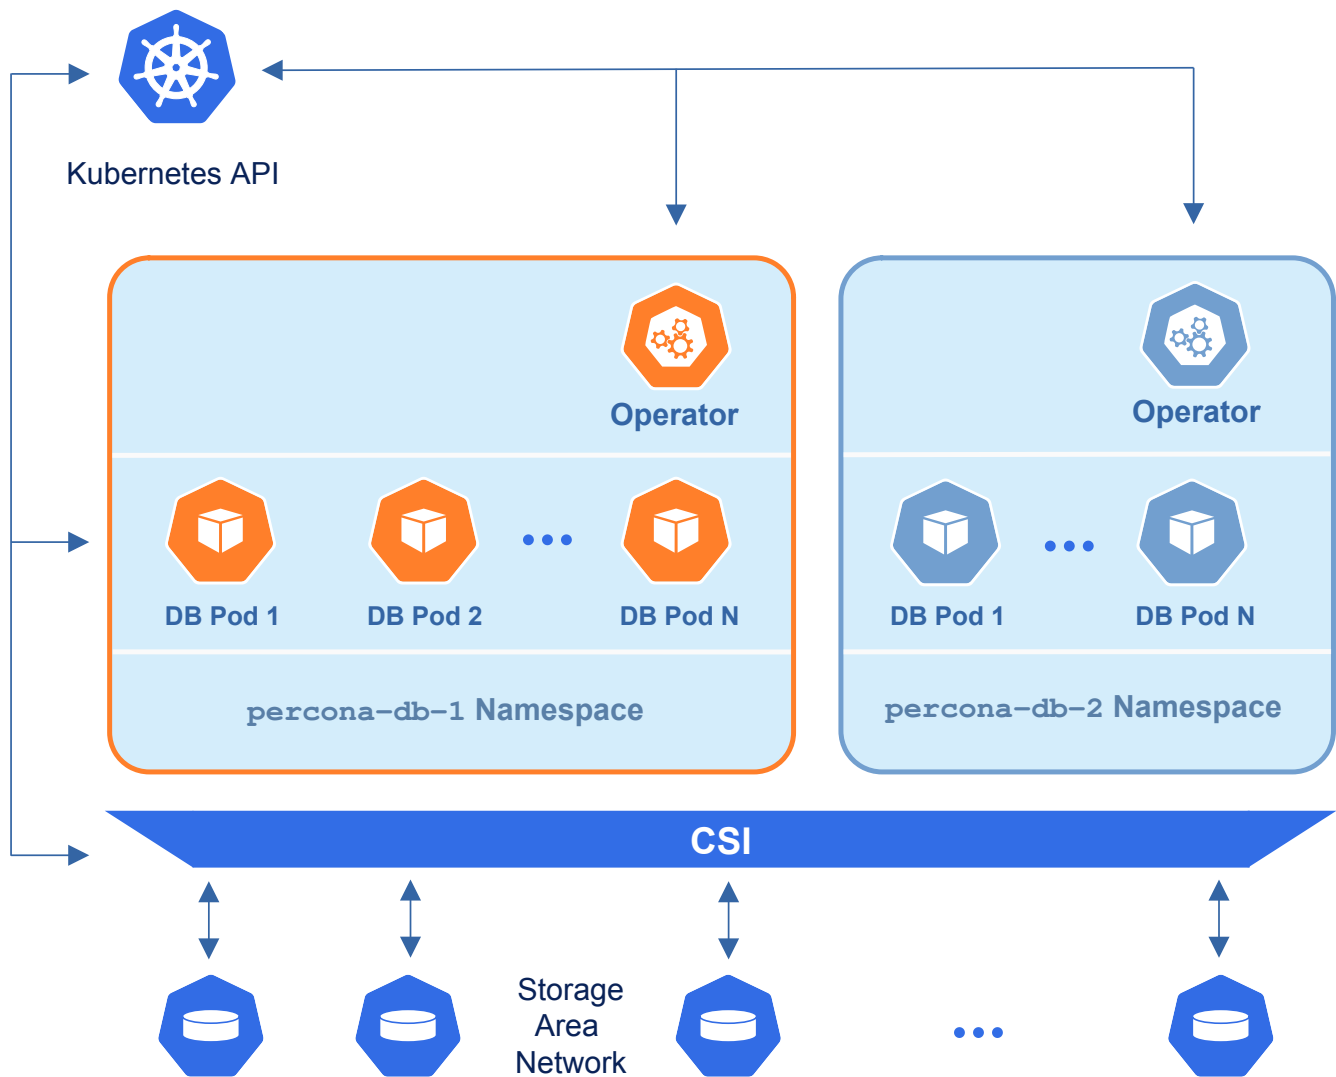 Kubernetes API
Operator
Operator
DB Pod 1
DB Pod 2
DB Pod N
DB Pod 1
DB Pod N
percona-db-1 Namespace
percona-db-2 Namespace
CSI
Storage
Area
Network